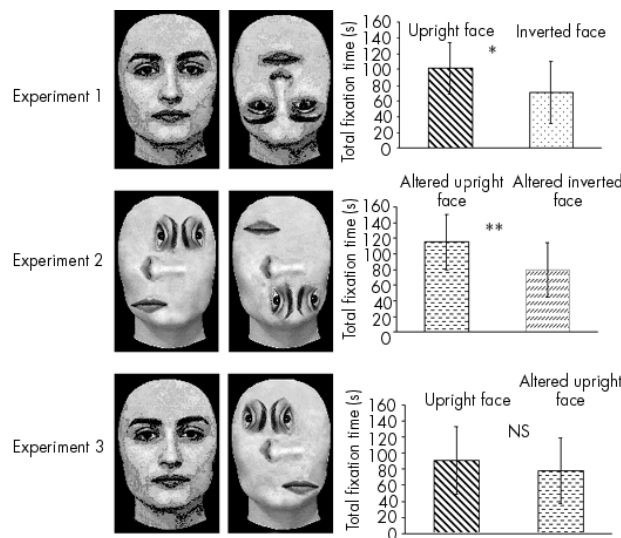 Experiment 1
Total fixation time (s)
160
140
120
100
80
60
40
20
0
Upright face
*
Inverted face
Experiment 2
Total fixation time (s)
160
140
120
100
80
60
40
20
0
Altered upright
face
**
Altered inverted
face
Experiment 3
Total fixation time (s)
160
140
120
100
80
60
40
20
0
Upright face
NS
Altered upright
face